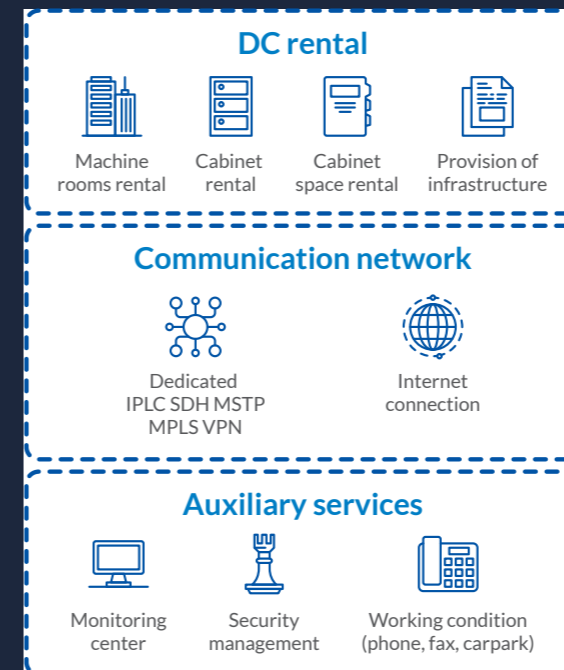 DC rental
Machine
rooms rental
Cabinet
rental
Cabinet
space rental
Provision of
infrastructure
Communication network
Dedicated
IPLC SDH MSTP
MPLS VPN
Internet
connection
Auxiliary services
Monitoring
center
Security
management
Working condition
(phone, fax, carpark)